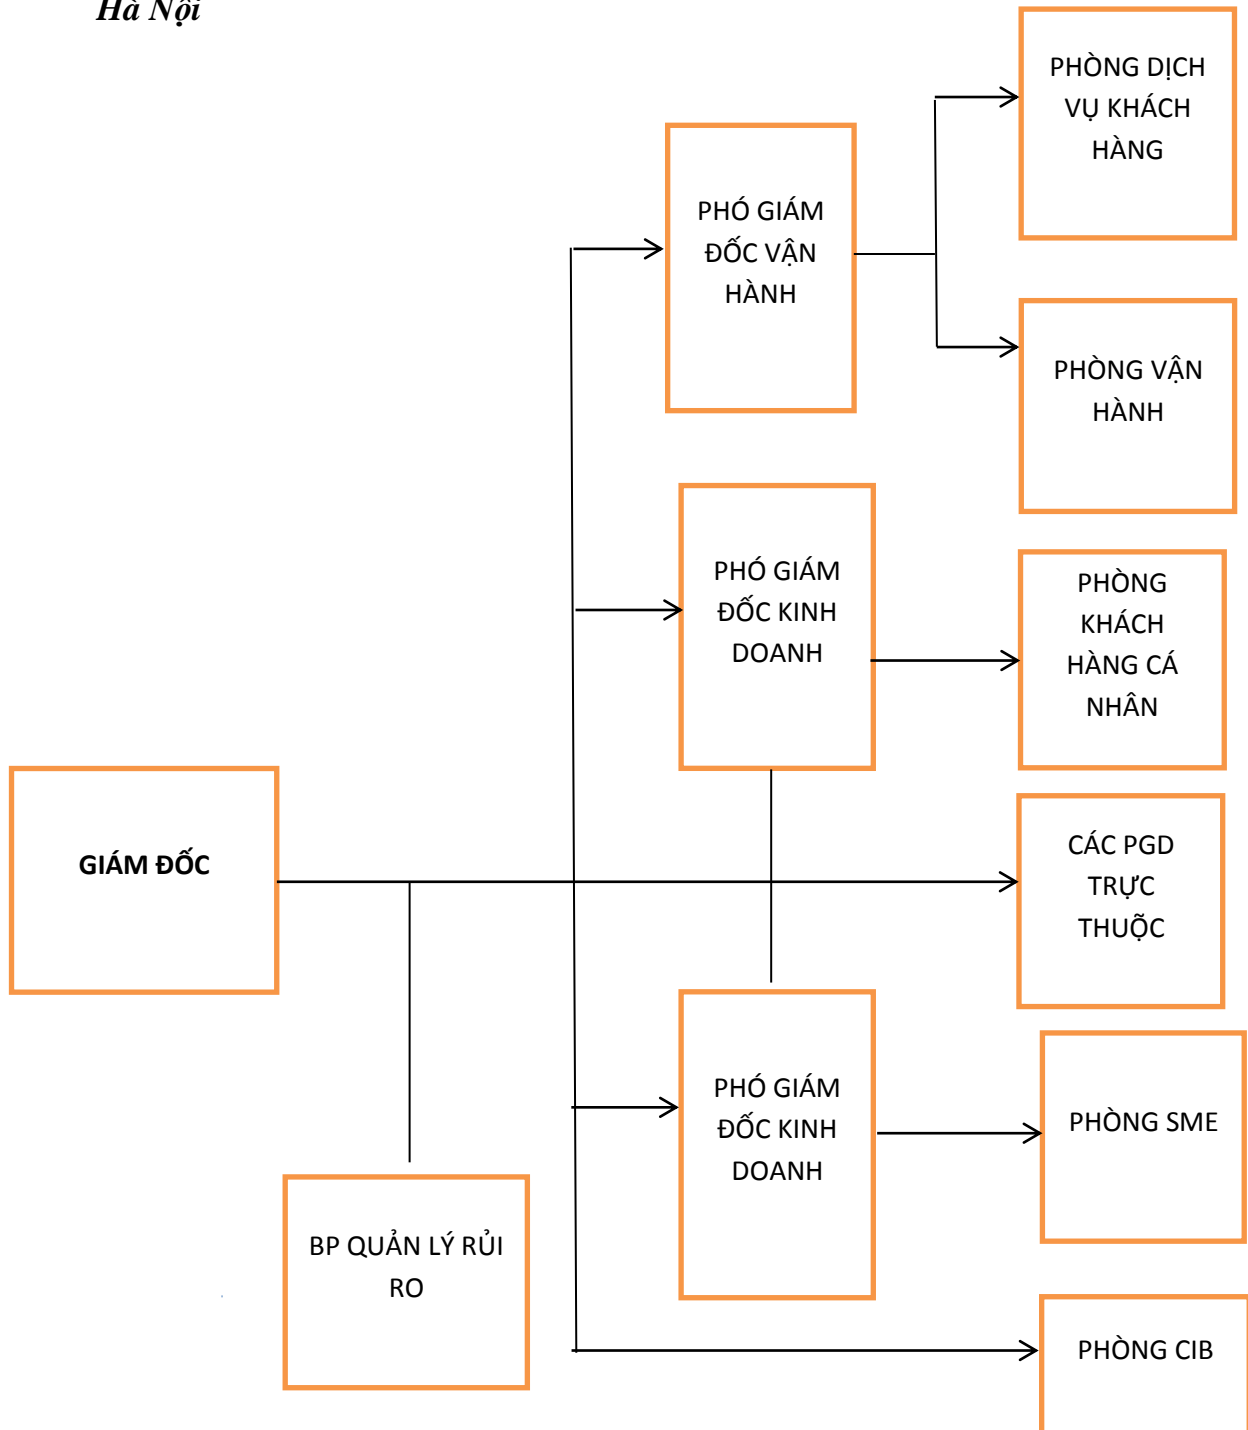 Hà Nội
PHÒNG DỊCH
VỤ KHÁCH
HÀNG
PHÓ GIÁM
ĐỐC VẬN
HÀNH
PHÒNG VẬN
HÀNH
PHÓ GIÁM
ĐỐC KINH
DOANH
PHÒNG
KHÁCH
HÀNG CÁ
NHÂN
GIÁM ĐỐC
CÁC PGD
TRỰC
THUỖC
PHÓ GIÁM
ĐỐC KINH
DOANH
PHÒNG SME
BP QUẢN LÝ RỦI
RO
PHÒNG CIB